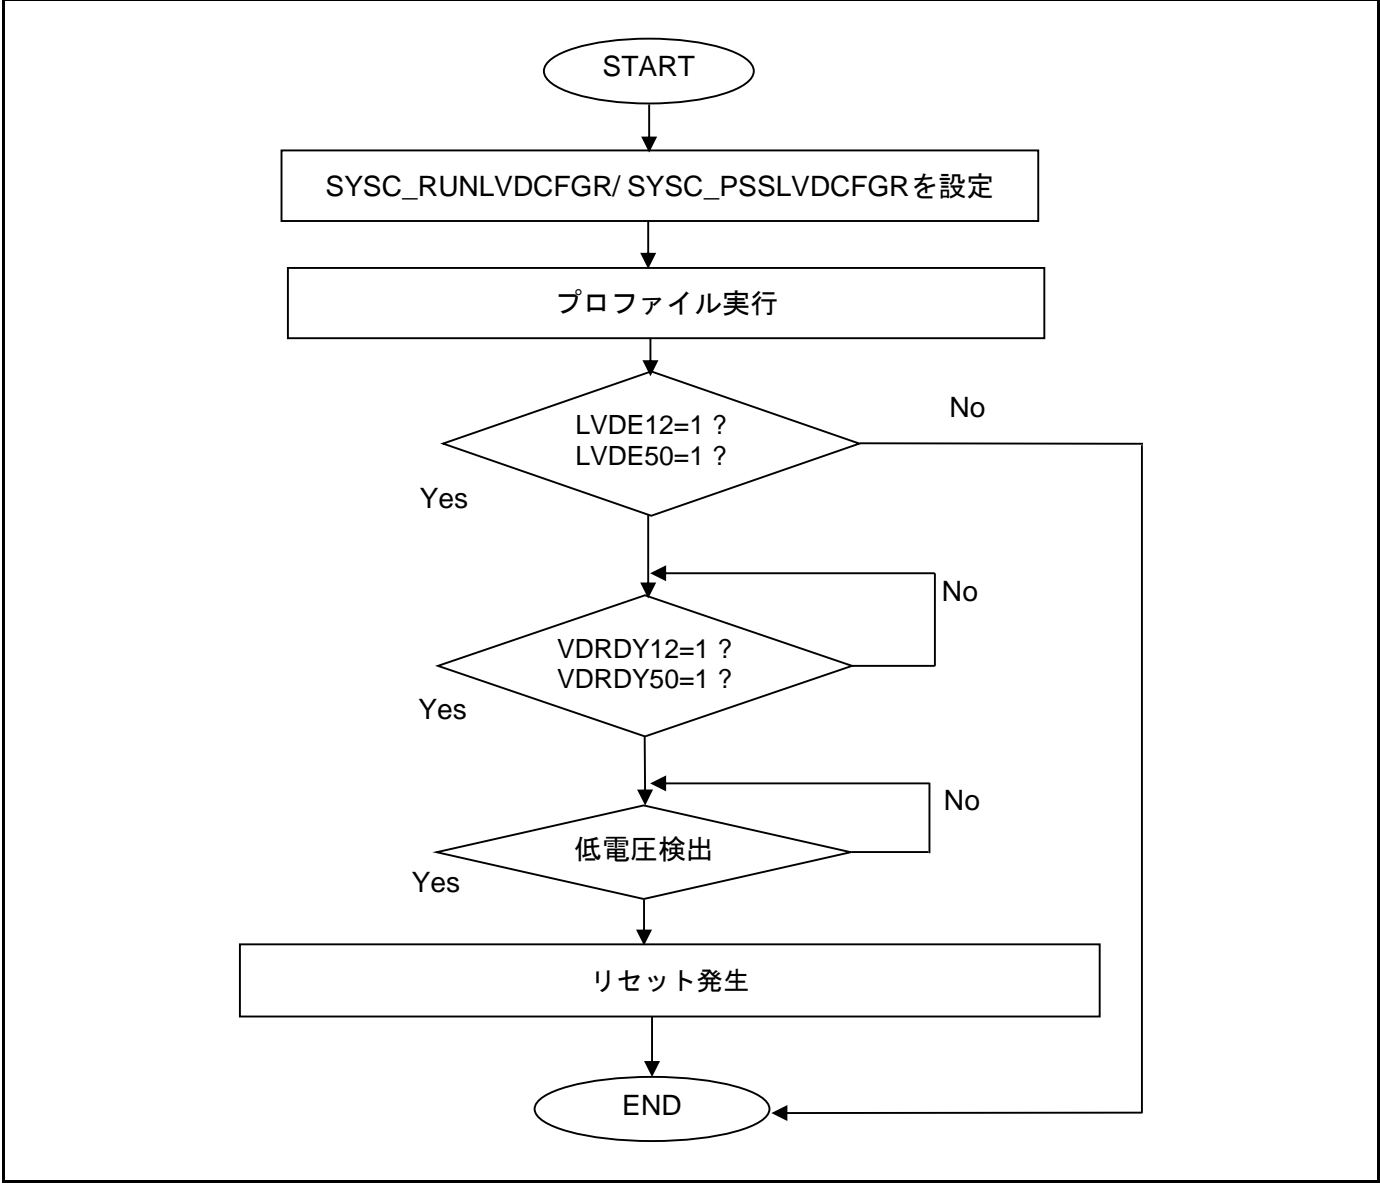 START
SYSC_RUNLVDCFGR/ SYSC_PSSLVDCFGRを設定
プロファイル実行
LVDE12=1 ?
LVDE50=1 ?
No
Yes
No
VDRDY12=1 ?
VDRDY50=1 ?
Yes
No
低電圧検出
Yes
リセット発生
END